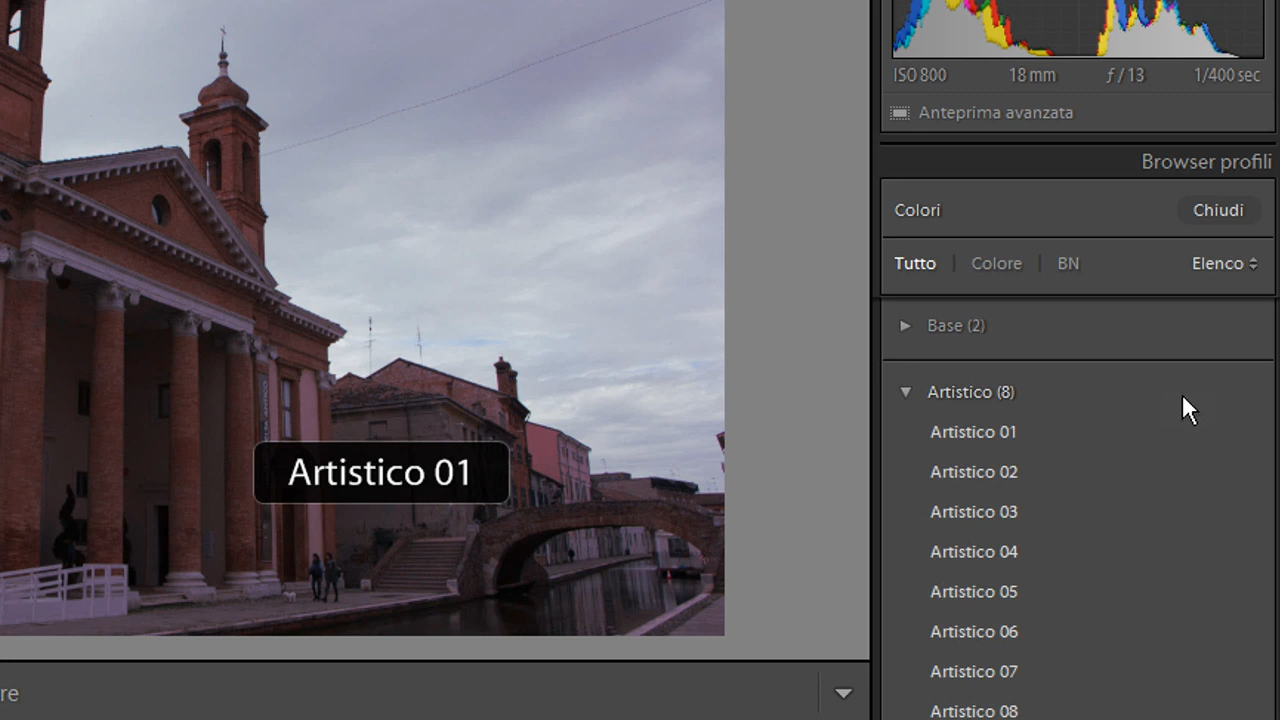 ISO 800 18 mm ƒ / 13 1/400 sec
Anteprima avanzata
Browser profili
Colori Chiudi
Tutto Colore BN Elenco
Base (2)
Artistico (8)
Artistico 01
Artistico 02
Artistico 03
Artistico 04
Artistico 05
Artistico 06
Artistico 07
Artistico 08
Artistico 01
re